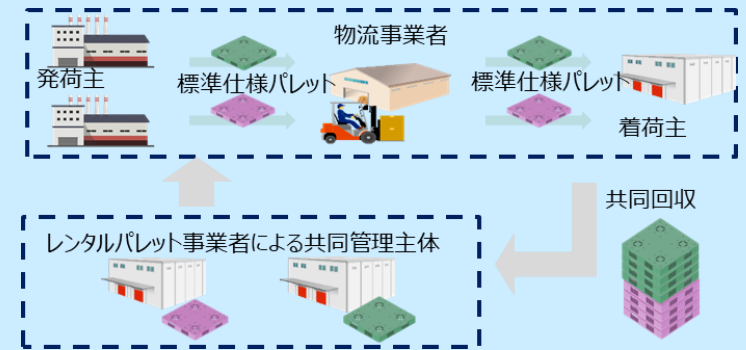 物流事業者
発荷主
標準仕様パレット
標準仕様パレット
着荷主
共同回収
レンタルパレット事業者による共同管理主体